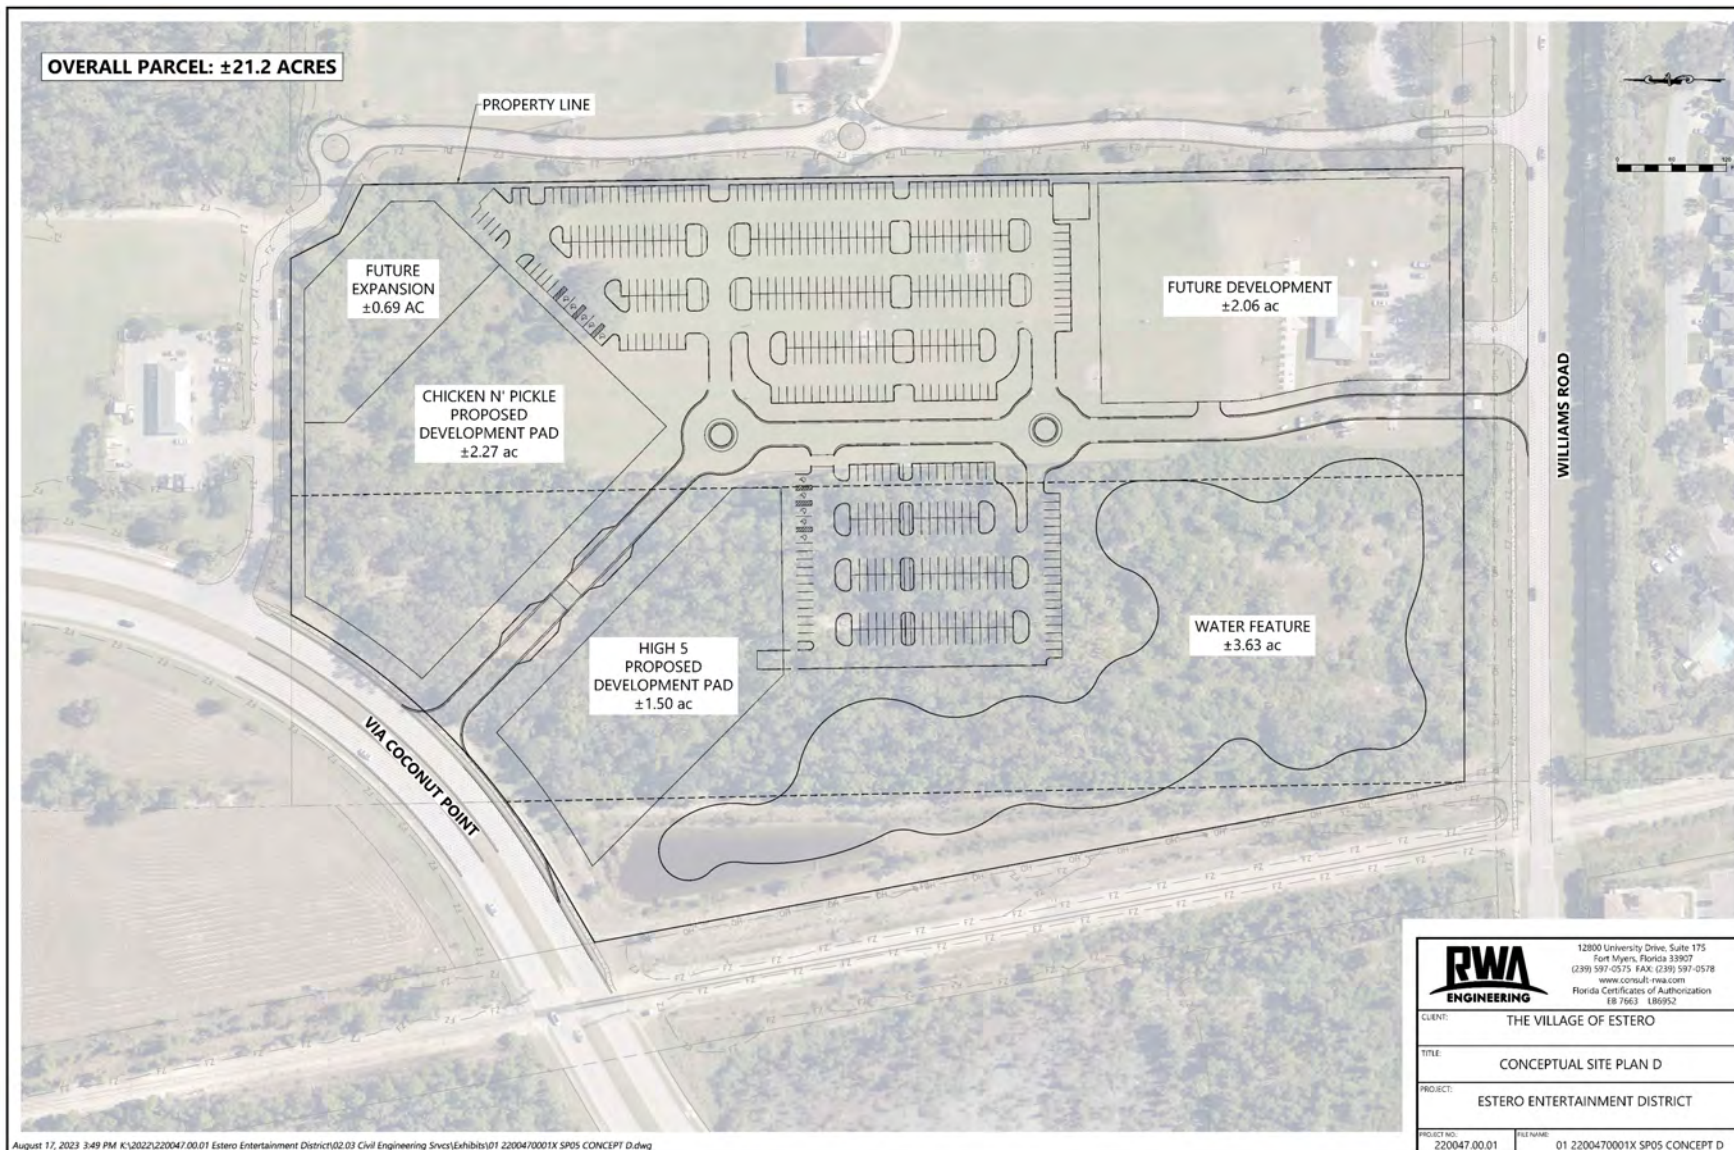 OVERALL PARCEL: ±21.2 ACRES
PROPERTY LINE
FUTURE
EXPANSION
±0.69 AC
FUTURE DEVELOPMENT
±2.06 ac
CHICKEN N' PICKLE
PROPOSED
DEVELOPMENT PAD
±2.27 ac
WILLIAMS ROAD
HIGH 5
PROPOSED
DEVELOPMENT PAD
±1.50 ac
WATER FEATURE
±3.63 ac
VIA COCONUT POINT
RWA
ENGINEERING
12800 University Drive, Suite 175
Fort Myers, Florida 33907
(239) 597-0575 FAX: (239) 597-0578
www.consult-rwa.com
Florida Certificates of Authorization
EB 7663 LB6952
CLIENT:
THE VILLAGE OF ESTERO
TITLE:
CONCEPTUAL SITE PLAN D
PROJECT:
ESTERO ENTERTAINMENT DISTRICT
PROJECT NO.:
220047.00.01
FILE NAME:
01 2200470001X SP05 CONCEPT D
August 17, 2023 3:49 PM K:\2022\220047.00.01 Estero Entertainment District\02.03 Civil Engineering Srvcs\Exhibits\01 2200470001X SP05 CONCEPT D.dwg